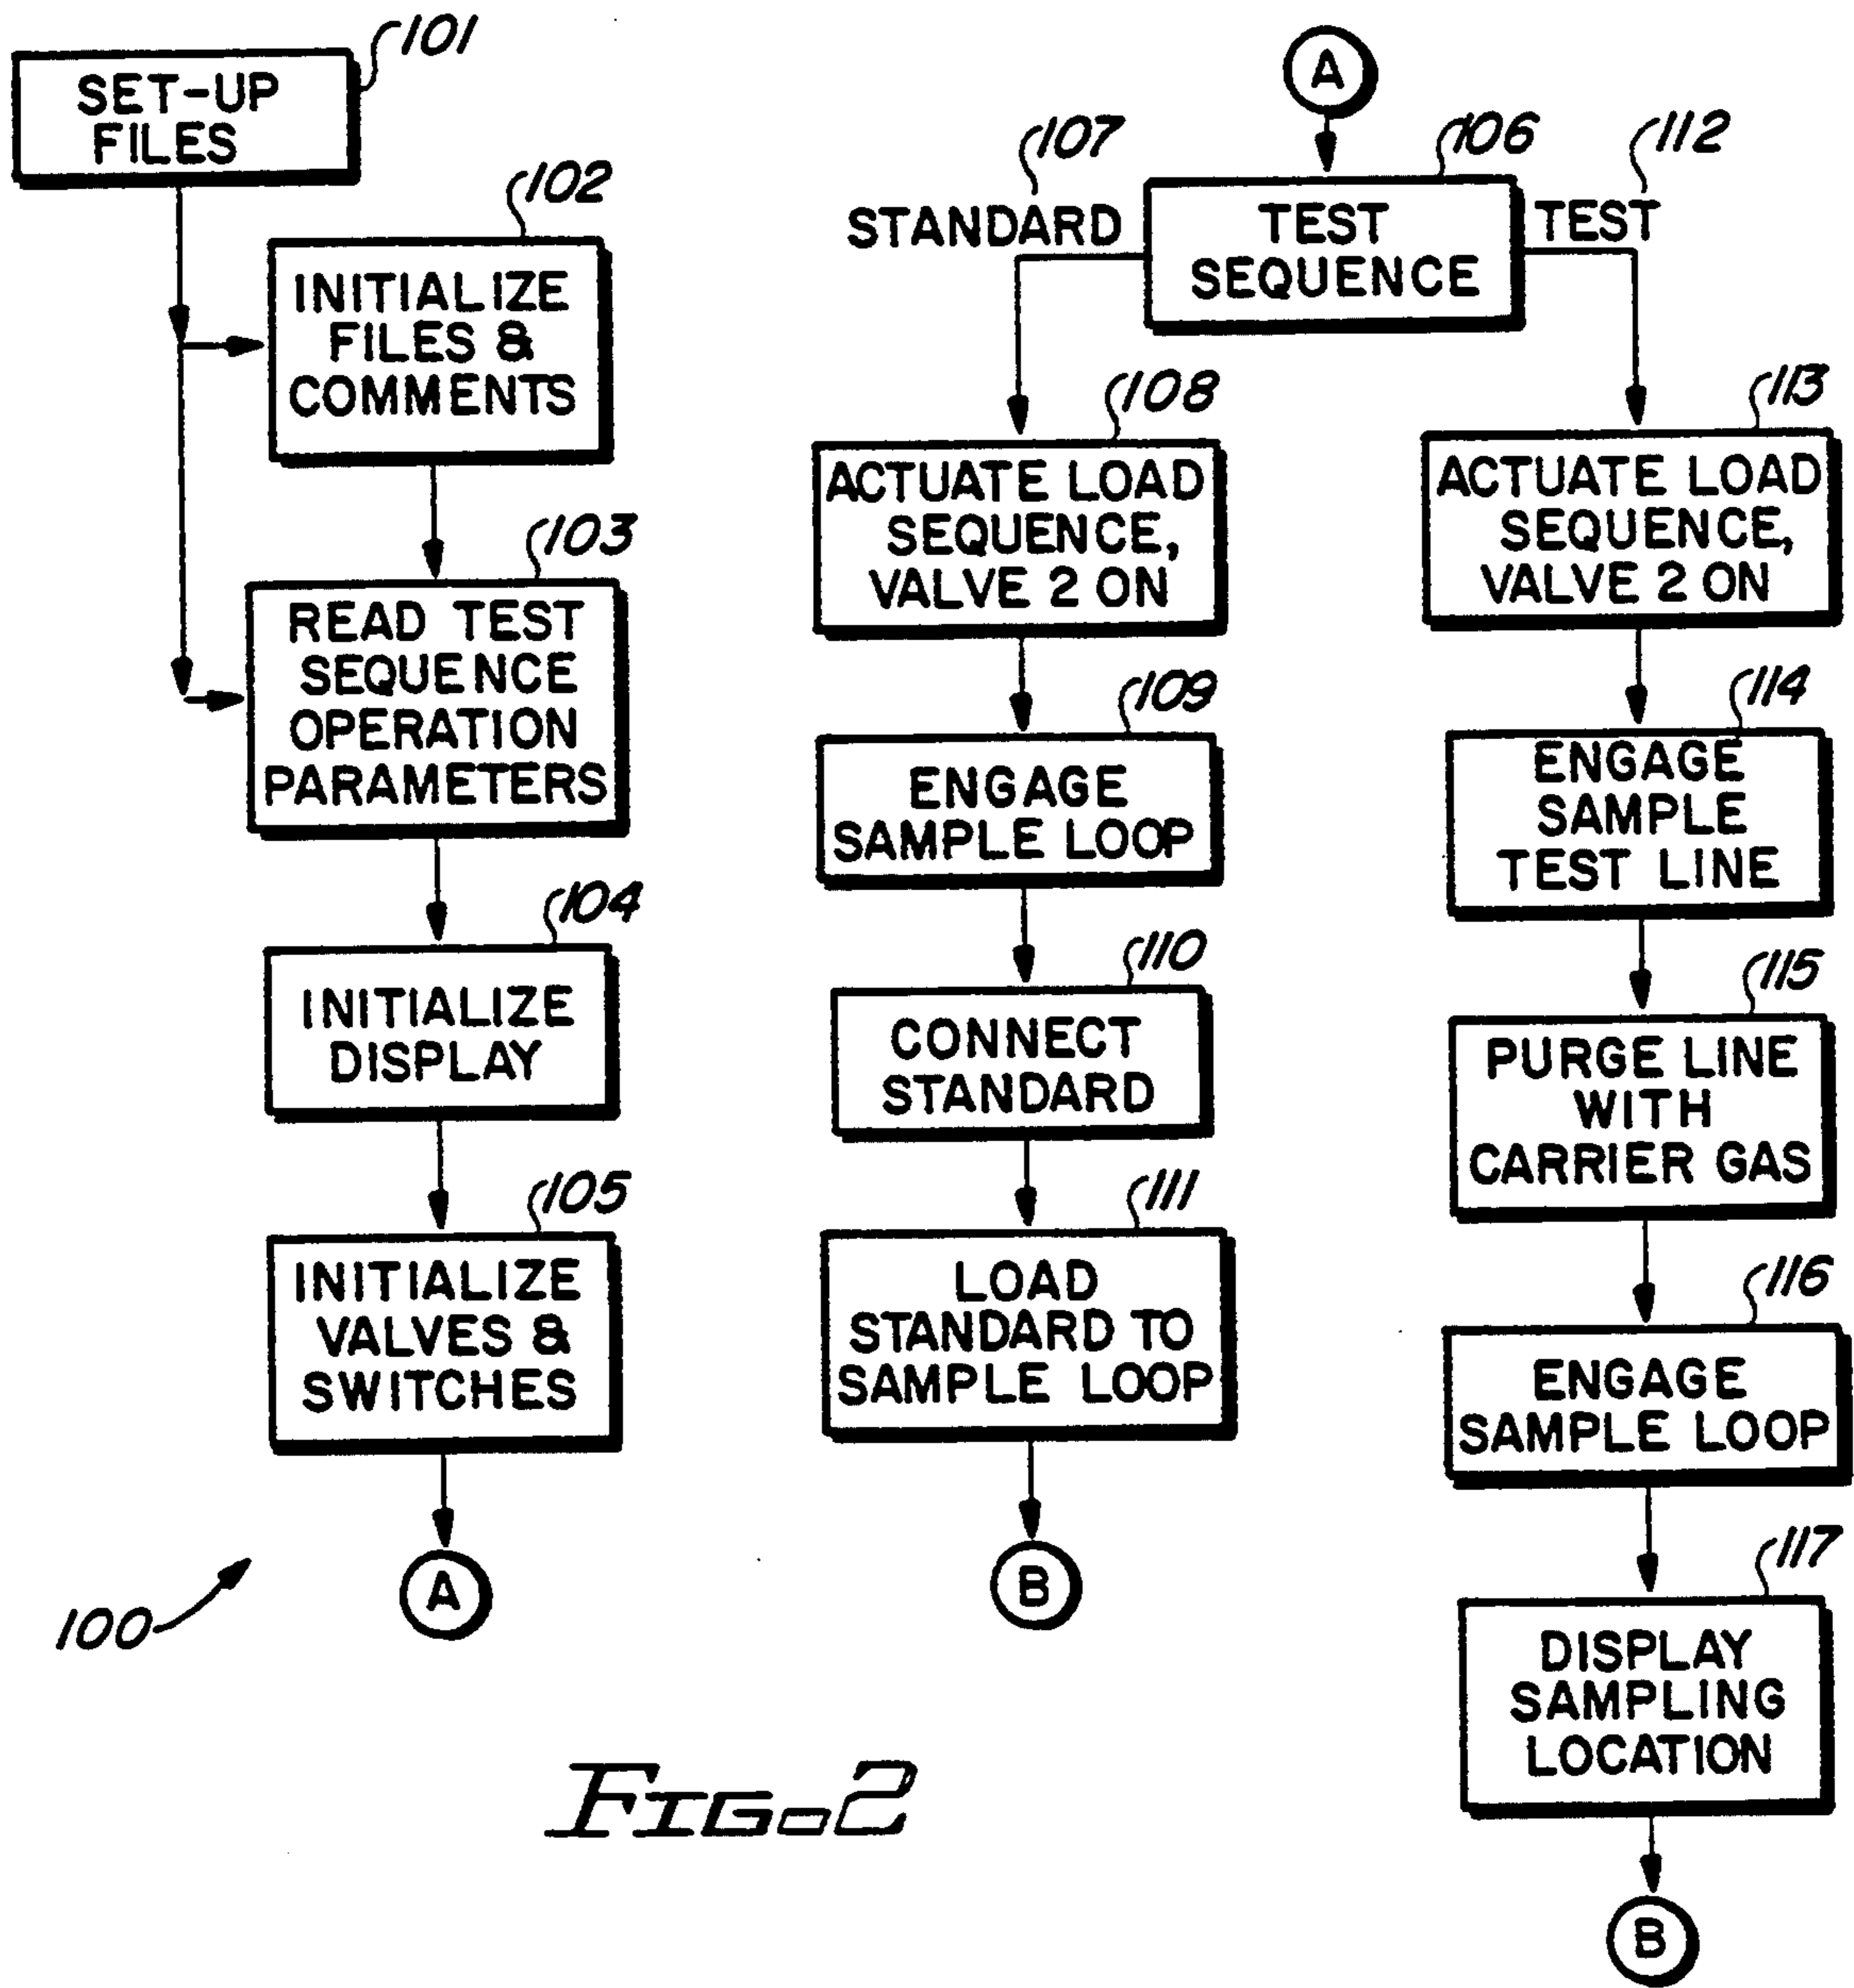 101
SET-UP
FILES
102
INITIALIZE
FILES &
COMMENTS
103
READ TEST
SEQUENCE
OPERATION
PARAMETERS
104
INITIALIZE
DISPLAY
105
INITIALIZE
VALVES &
SWITCHES
A
100
A
107
106
112
STANDARD
TEST
SEQUENCE
TEST
108
ACTUATE LOAD
SEQUENCE,
VALVE 2 ON
109
ENGAGE
SAMPLE LOOP
110
CONNECT
STANDARD
111
LOAD
STANDARD TO
SAMPLE LOOP
B
113
ACTUATE LOAD
SEQUENCE,
VALVE 2 ON
114
ENGAGE
SAMPLE
TEST LINE
115
PURGE LINE
WITH
CARRIER GAS
116
ENGAGE
SAMPLE LOOP
117
DISPLAY
SAMPLING
LOCATION
B
FIG. 2